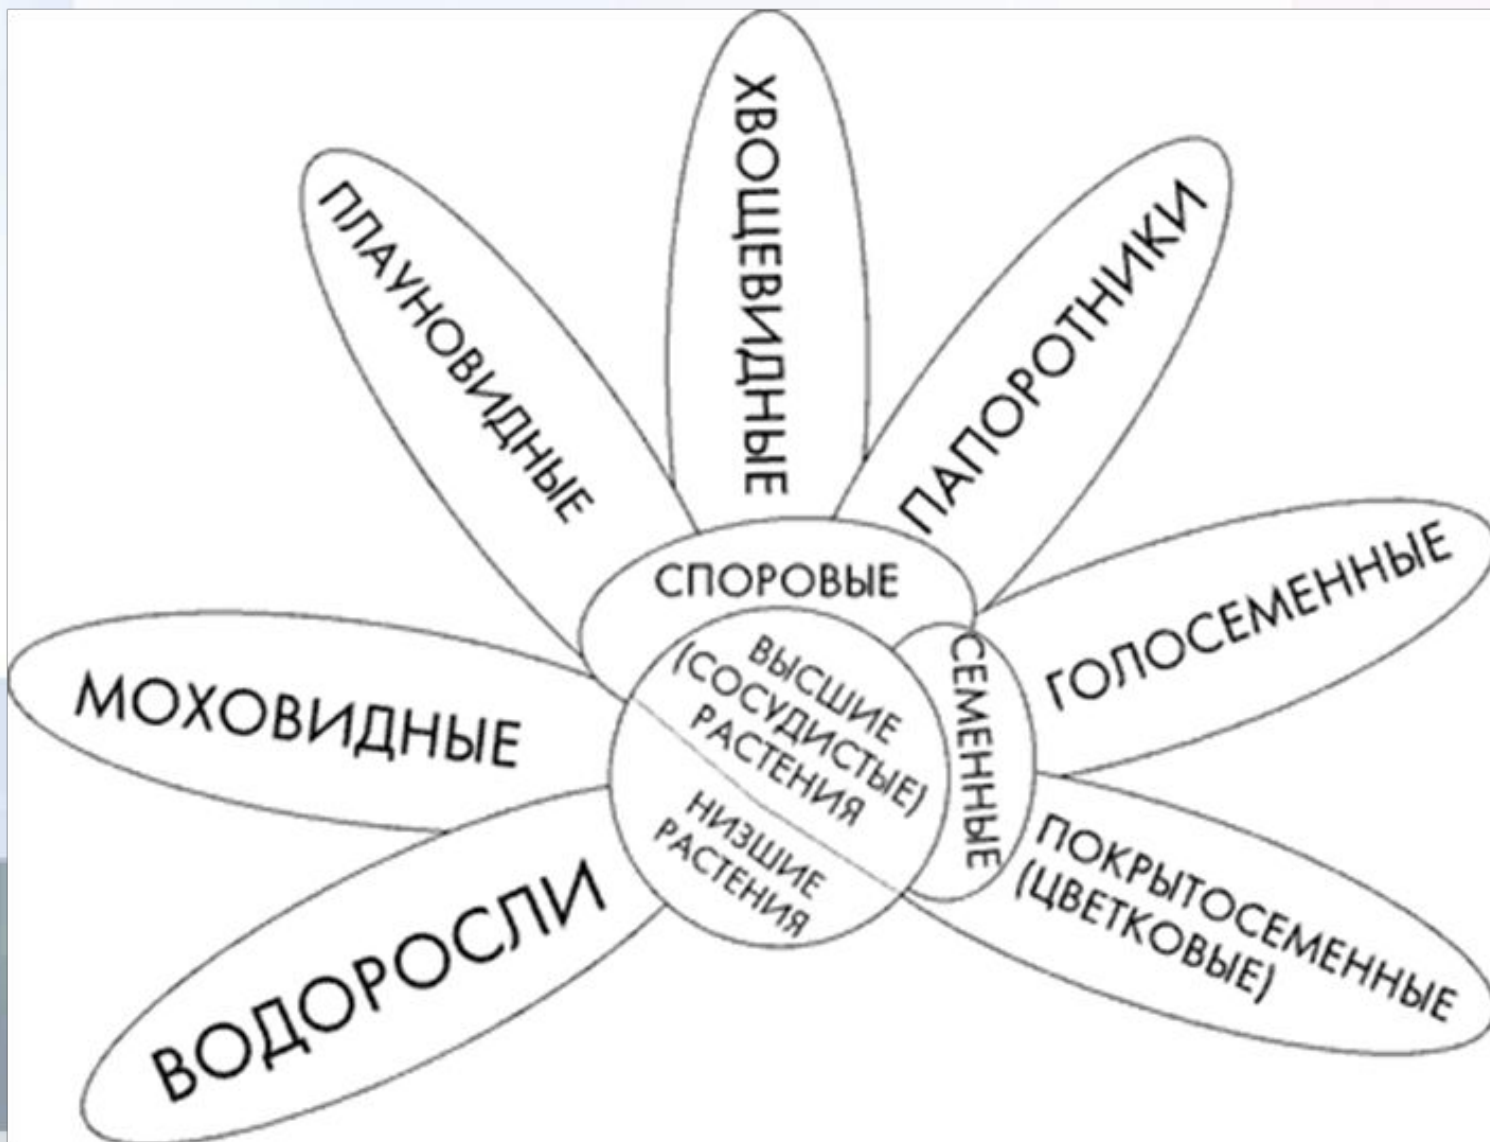 ХВОЩЕВИДНЫЕ
ПЛАУНОВИДНЫЕ
ПАПОРОТНИКИ
СПОРОВЫЕ
ГОЛОСЕМЕННЫЕ
МОХОВИДНЫЕ
ВЫСШИЕ
(СОСУДИСТЫЕ)
РАСТЕНИЯ
СЕМЕННЫЕ
НИЗШИЕ
РАСТЕНИЯ
ПОКРЫТОСЕМЕННЫЕ
(ЦВЕТКОВЫЕ)
ВОДОРОСЛИ